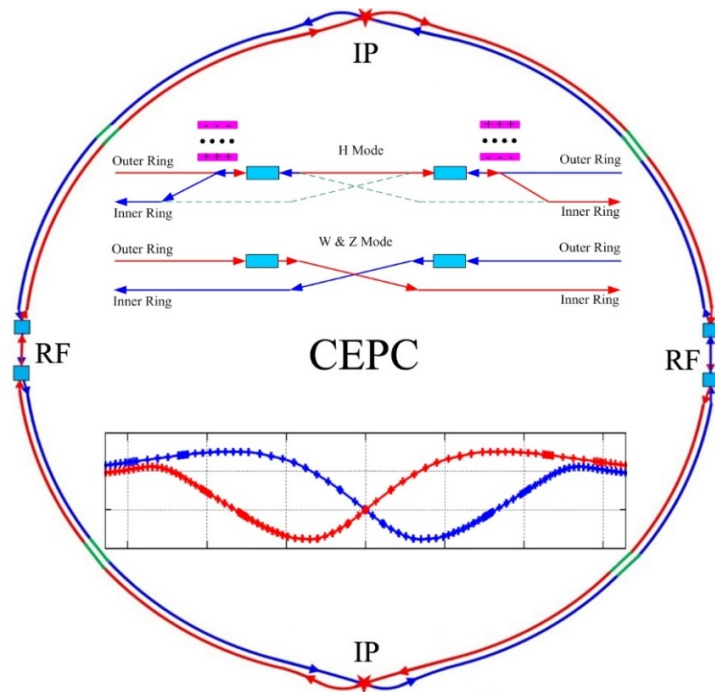 IP
- - -
+ + +
H Mode
+ + +
- - -
Outer Ring
Outer Ring
Inner Ring
Inner Ring
Outer Ring
W & Z Mode
Outer Ring
Inner Ring
Inner Ring
RF
CEPC
RF
IP